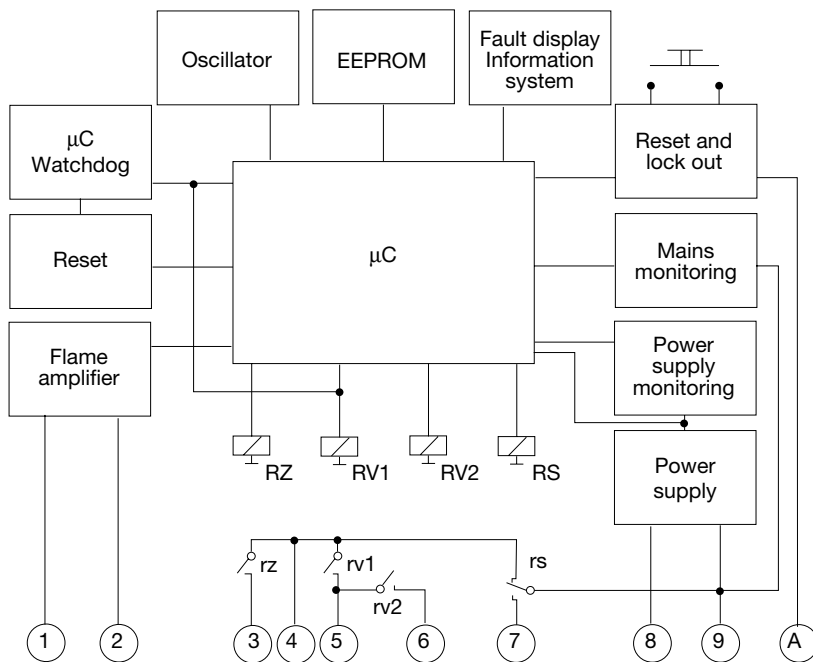 Oscillator
EEPROM
Fault display
Information
system
μC
Watchdog
Reset and
lock out
Reset
μC
Mains
monitoring
Flame
amplifier
Power
supply
monitoring
RZ
RV1
RV2
RS
Power
supply
rz
rv1
rv2
rs
1
2
3
4
5
6
7
8
9
A